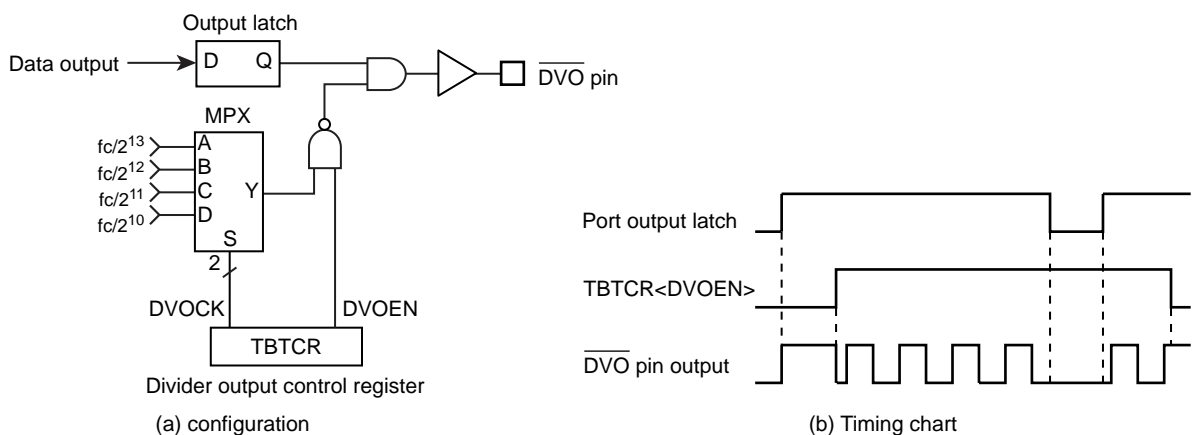 Output latch
Data output
D Q
DVO pin
MPX
fc/2^13 A
fc/2^12 B
fc/2^11 C Y
fc/2^10 D
S
2
DVOCK DVOEN
TBTCR
Divider output control register
(a) configuration
Port output latch
TBTCR<DVOEN>
DVO pin output
(b) Timing chart